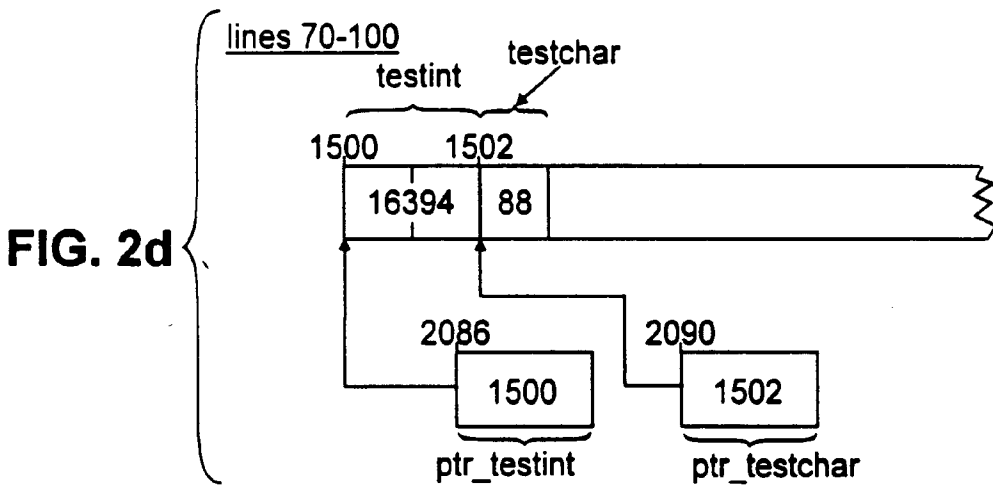 lines 70-100
testchar
testint
1500 1502
16394 88
FIG. 2d
2086 2090
1500 1502
ptr_testint ptr_testchar